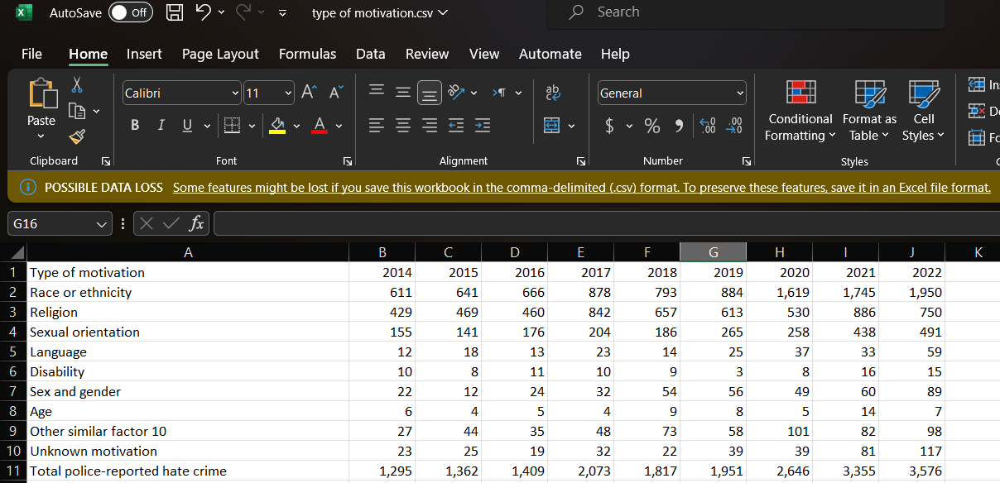 AutoSave Off type of motivation.csv Search
File Home Insert Page Layout Formulas Data Review View Automate Help
Calibri 11 General
Paste B I U A $ % Conditional Formatting Format as Table Cell Styles
Clipboard Font Alignment Number Styles
POSSIBLE DATA LOSS Some features might be lost if you save this workbook in the comma-delimited (.csv) format. To preserve these features, save it in an Excel file format.
G16 fx
A B C D E F G H I J K
1 Type of motivation 2014 2015 2016 2017 2018 2019 2020 2021 2022
2 Race or ethnicity 611 641 666 878 793 884 1,619 1,745 1,950
3 Religion 429 469 460 842 657 613 530 886 750
4 Sexual orientation 155 141 176 204 186 265 258 438 491
5 Language 12 18 13 23 14 25 37 33 59
6 Disability 10 8 11 10 9 3 8 16 15
7 Sex and gender 22 12 24 32 54 56 49 60 89
8 Age 6 4 5 4 9 8 5 14 7
9 Other similar factor 10 27 44 35 48 73 58 101 82 98
10 Unknown motivation 23 25 19 32 22 39 39 81 117
11 Total police-reported hate crime 1,295 1,362 1,409 2,073 1,817 1,951 2,646 3,355 3,576